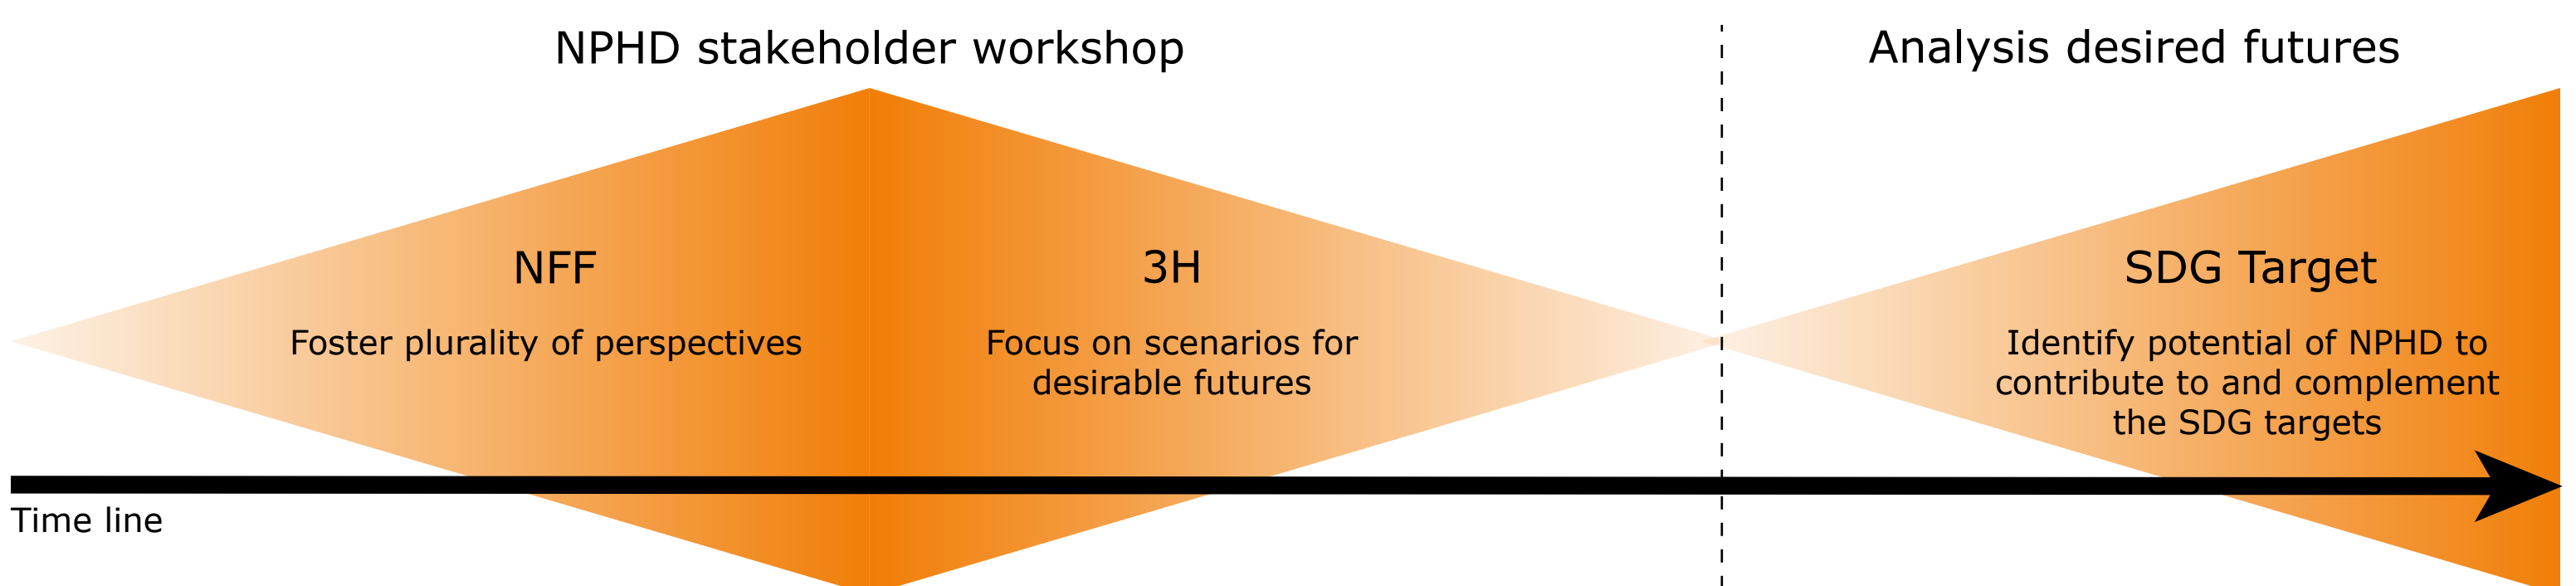 NPHD stakeholder workshop
Analysis desired futures
NFF
Foster plurality of perspectives
3H
Focus on scenarios for
desirable futures
SDG Target
Identify potential of NPHD to
contribute to and complement
the SDG targets
Time line